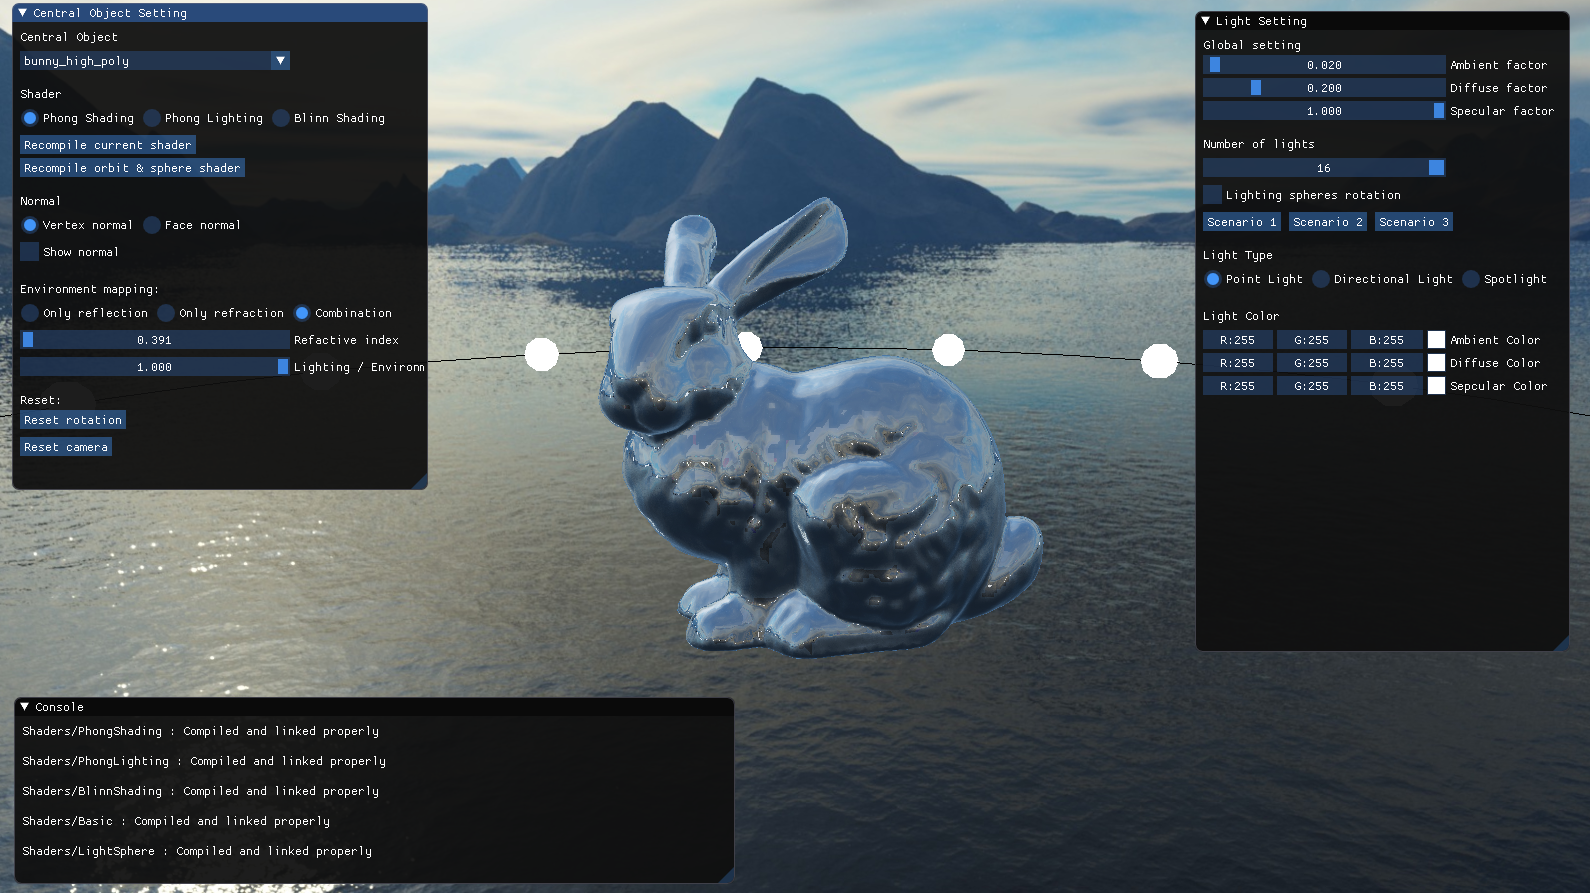 Central Object Setting
Central Object
bunny_high_poly
Shader
Phong Shading Phong Lighting Blinn Shading
Recompile current shader
Recompile orbit & sphere shader
Normal
Vertex normal Face normal
Show normal
Environment mapping:
Only reflection Only refraction Combination
0.391 Refactive index
1.000 Lighting / Environm
Reset:
Reset rotation
Reset camera
Light Setting
Global setting
0.020 Ambient factor
0.200 Diffuse factor
1.000 Specular factor
Number of lights
16
Lighting spheres rotation
Scenario 1 Scenario 2 Scenario 3
Light Type
Point Light Directional Light Spotlight
Light Color
R:255 G:255 B:255 Ambient Color
R:255 G:255 B:255 Diffuse Color
R:255 G:255 B:255 Sepcular Color
Console
Shaders/PhongShading : Compiled and linked properly
Shaders/PhongLighting : Compiled and linked properly
Shaders/BlinnShading : Compiled and linked properly
Shaders/Basic : Compiled and linked properly
Shaders/LightSphere : Compiled and linked properly